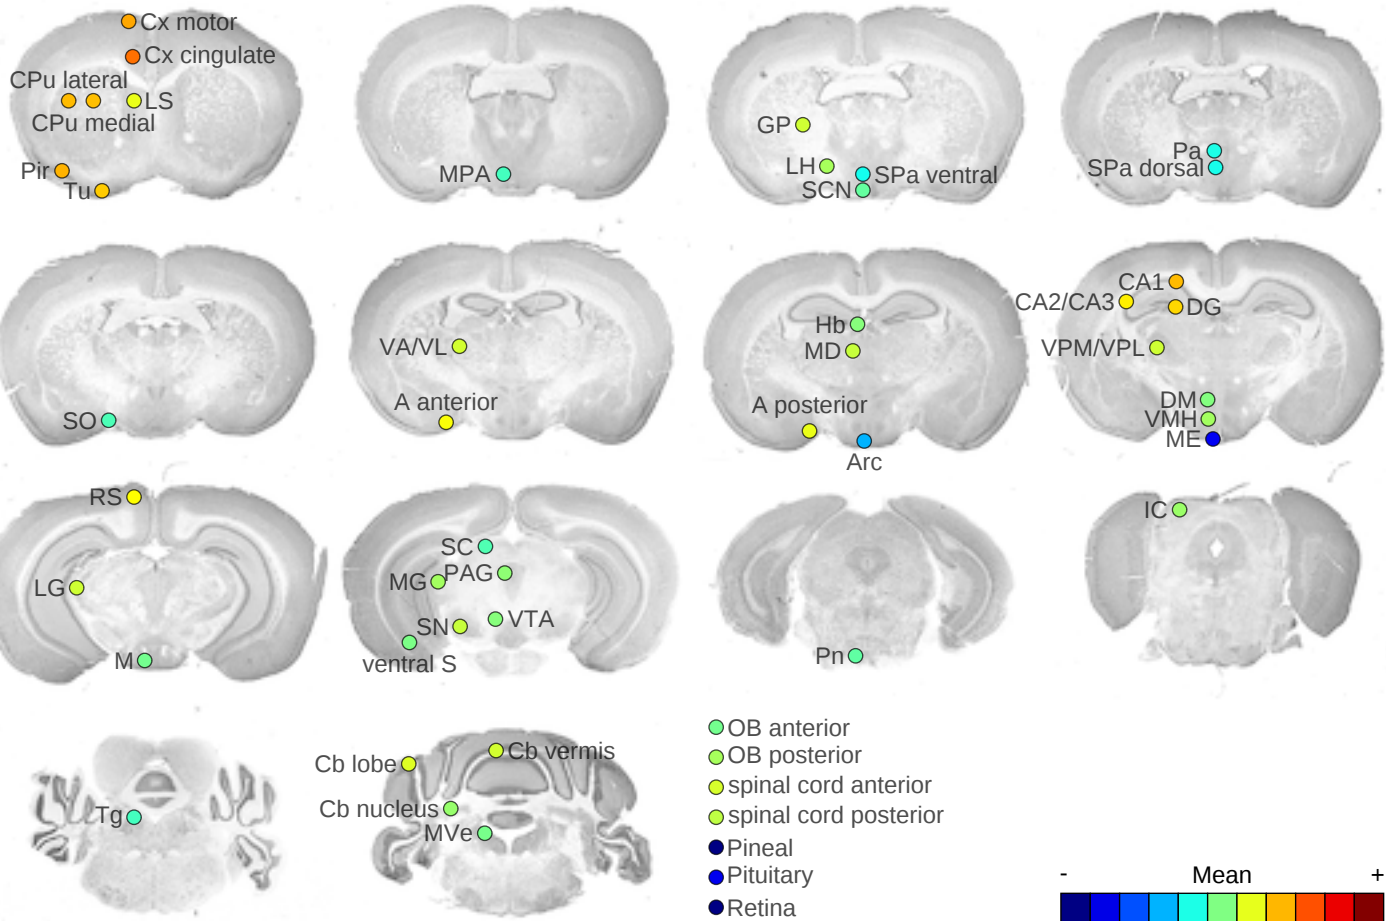 Cx motor
Cx cingulate
CPu lateral
LS
CPu medial
Pir
Tu
MPA
GP
LH
SPa ventral
SCN
Pa
SPa dorsal
SO
VA/VL
A anterior
Hb
MD
A posterior
Arc
CA1
CA2/CA3
DG
VPM/VPL
DM
VMH
ME
RS
LG
M
SC
MG
PAG
SN
VTA
ventral S
Pn
IC
Tg
Cb lobe
Cb vermis
Cb nucleus
MVe
OB anterior
OB posterior
spinal cord anterior
spinal cord posterior
Pineal
Pituitary
Retina
- Mean +